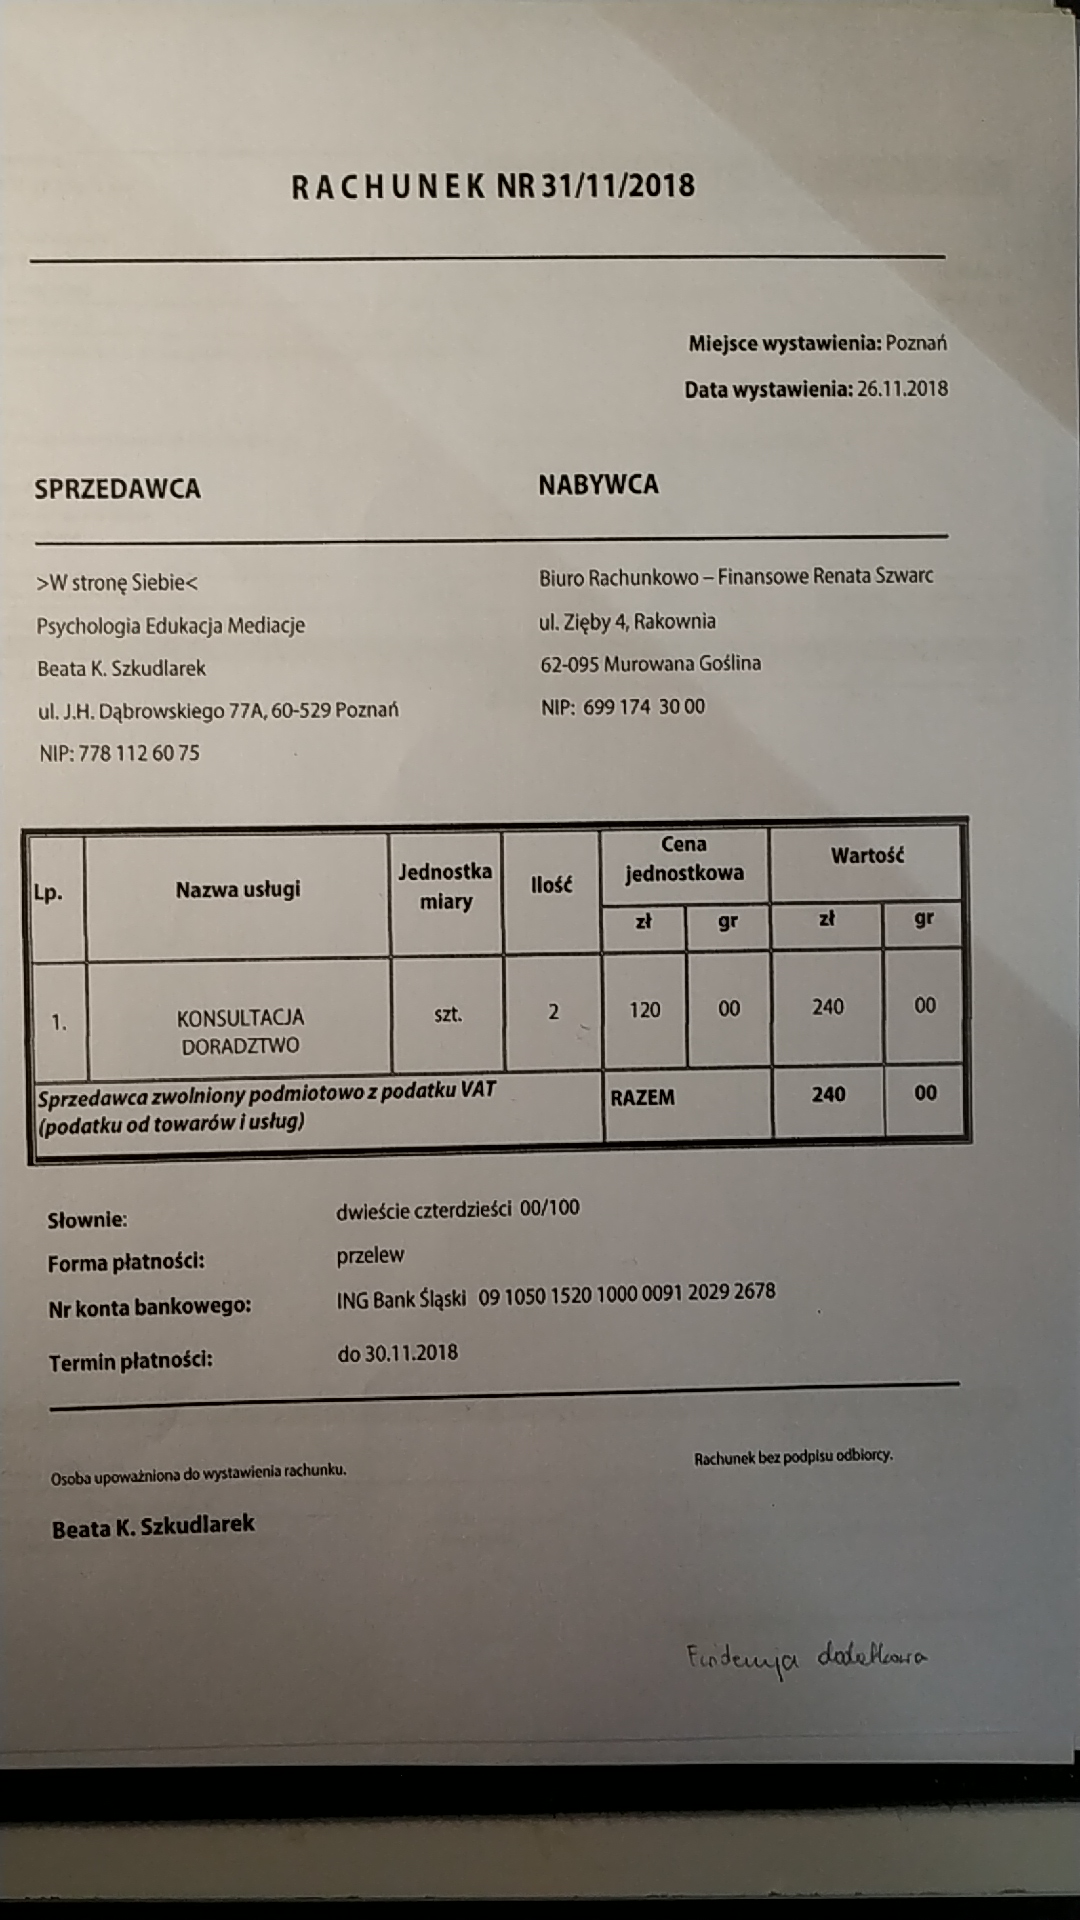 RACHUNEK NR 31/11/2018
Miejsce wystawienia: Poznań
Data wystawienia: 26.11.2018
SPRZEDAWCA
>W stronę Siebie<
Psychologia Edukacja Mediacje
Beata K. Szkudlarek
ul. J.H. Dąbrowskiego 77A, 60-529 Poznań
NIP: 778 112 60 75
NABYWCA
Biuro Rachunkowo – Finansowe Renata Szwarc
ul. Zięby 4, Rakownia
62-095 Murowana Goślina
NIP: 699 174 30 00
Lp. Nazwa usługi Jednostka miary Ilość Cena jednostkowa Wartość
zł gr zł gr
1. KONSULTACJA szt. 2 120 00 240 00
DORADZTWO
Sprzedawca zwolniony podmiotowo z podatku VAT RAZEM 240 00
(podatku od towarów i usług)
Słownie: dwieście czterdzieści 00/100
Forma płatności: przelew
Nr konta bankowego: ING Bank Śląski 09 1050 1520 1000 0091 2029 2678
Termin płatności: do 30.11.2018
Osoba upoważniona do wystawienia rachunku.
Rachunek bez podpisu odbiorcy.
Beata K. Szkudlarek
dodatkowa